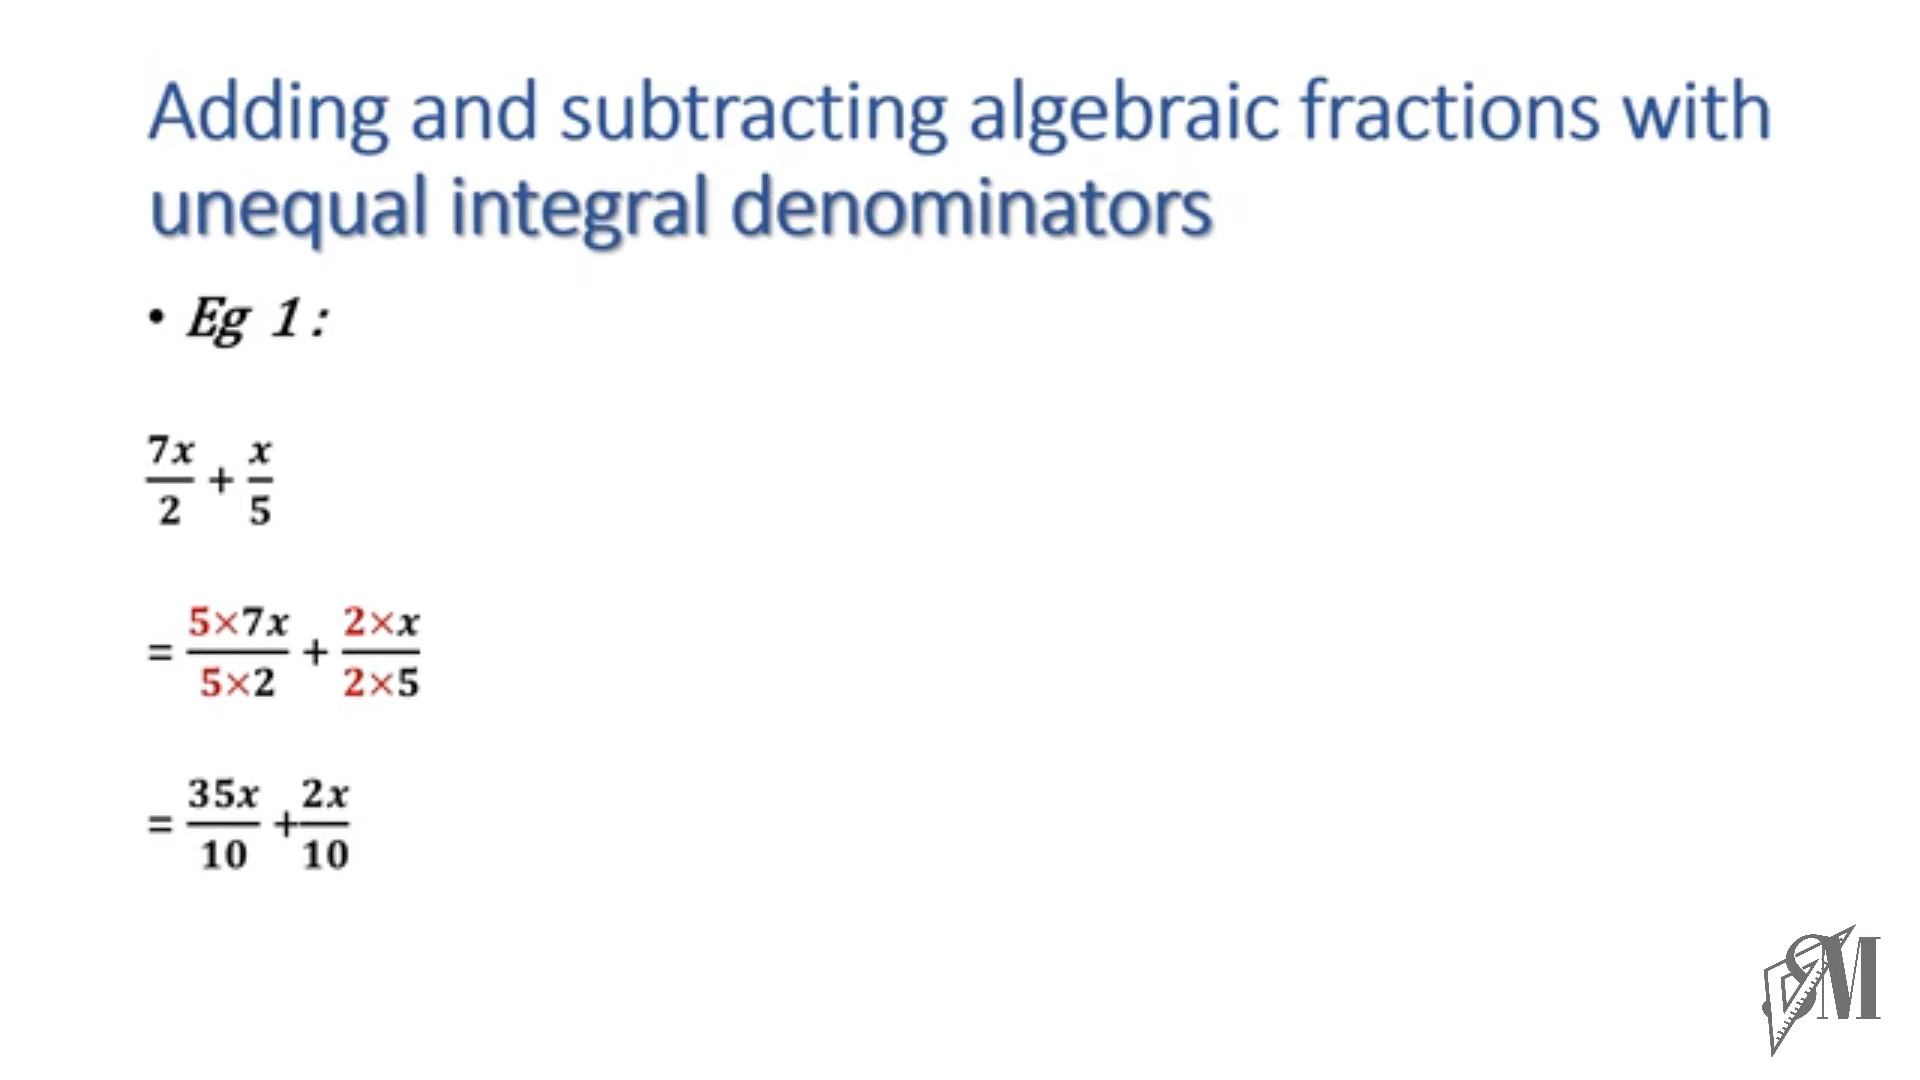 Adding and subtracting algebraic fractions with
unequal integral denominators
• Eg 1:
7x/2 + x/5
= 5×7x/5×2 + 2×x/2×5
= 35x/10 + 2x/10
SM